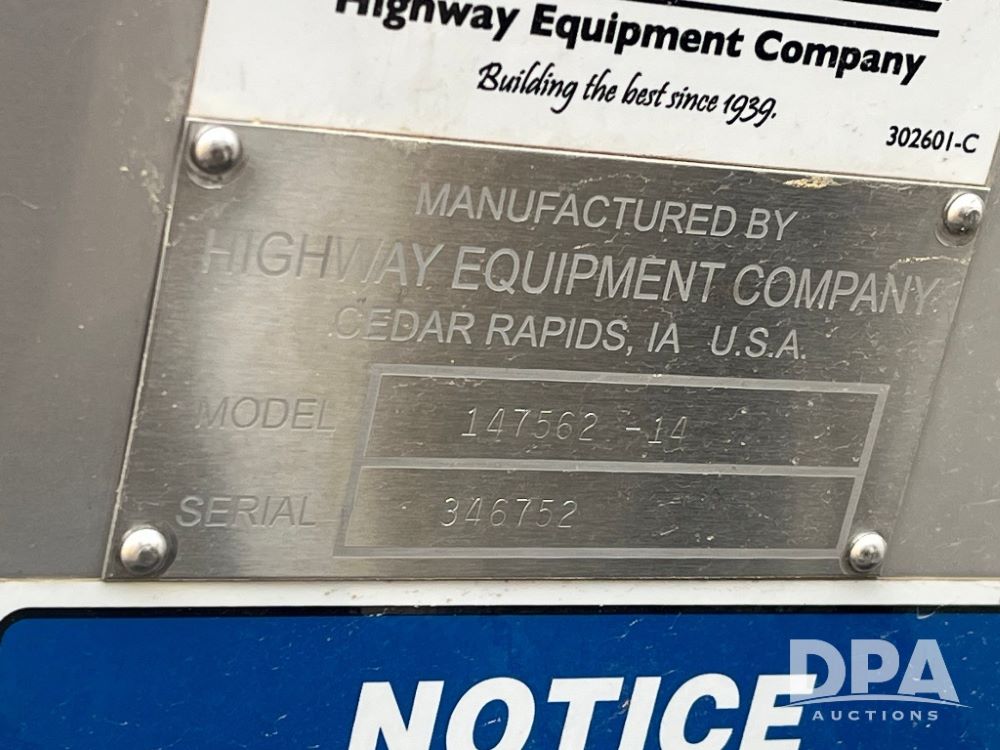 Highway Equipment Company
Building the best since 1939.
302601-C
MANUFACTURED BY
HIGHWAY EQUIPMENT COMPANY
CEDAR RAPIDS, IA U.S.A.
MODEL 147562 -14
SERIAL 346752
NOTICE
DPA
AUCTIONS